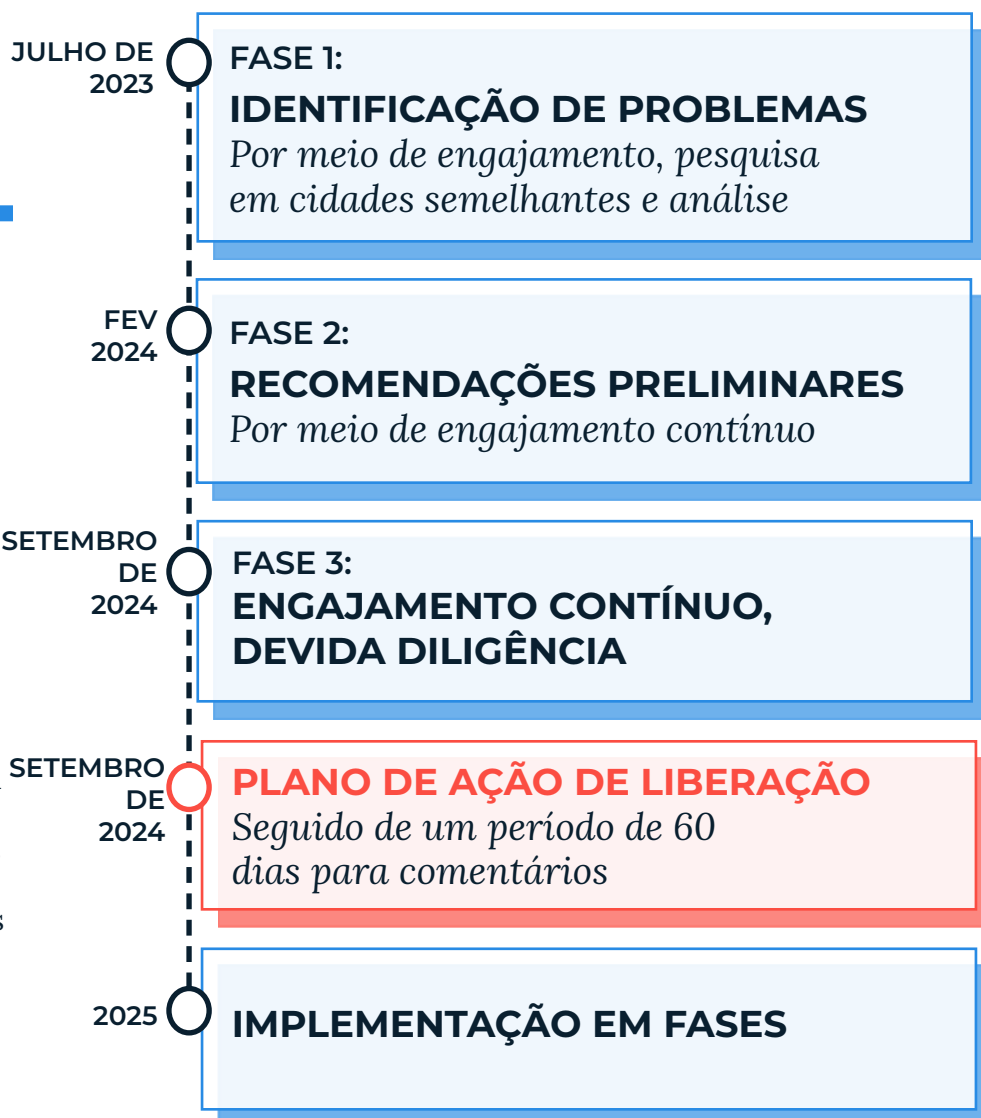 JULHO DE
2023
FASE 1:
IDENTIFICAÇÃO DE PROBLEMAS
Por meio de engajamento, pesquisa
em cidades semelhantes e análise
FEV
2024
FASE 2:
RECOMENDAÇÕES PRELIMINARES
Por meio de engajamento contínuo
SETEMBRO
DE
2024
FASE 3:
ENGAJAMENTO CONTÍNUO,
DEVIDA DILIGÊNCIA
SETEMBRO
DE
2024
PLANO DE AÇÃO DE LIBERAÇÃO
Seguido de um período de 60
dias para comentários
s
2025
IMPLEMENTAÇÃO EM FASES